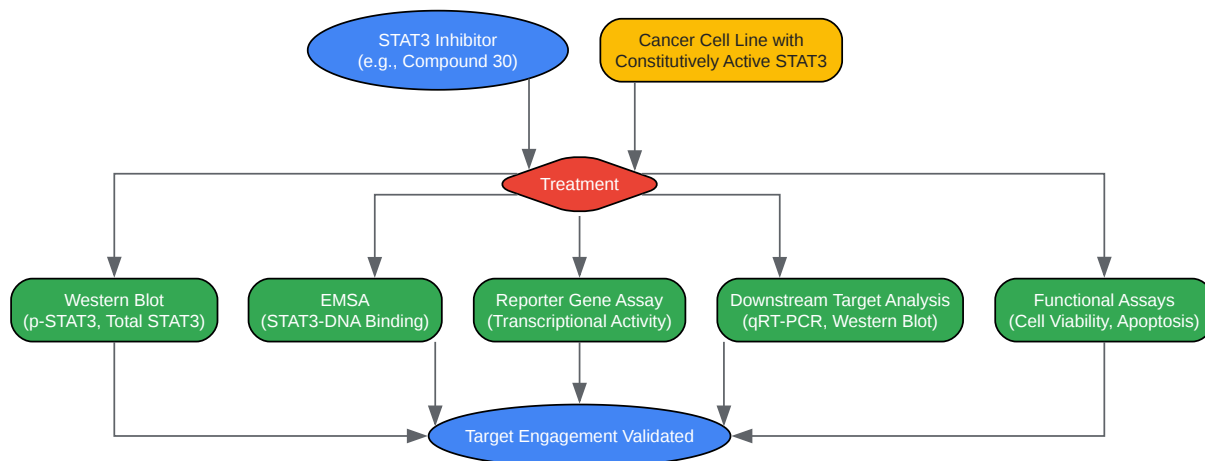 STAT3 Inhibitor
(e.g., Compound 30)
Cancer Cell Line with
Constitutively Active STAT3
Treatment
Western Blot
(p-STAT3, Total STAT3)
EMSA
(STAT3-DNA Binding)
Reporter Gene Assay
(Transcriptional Activity)
Downstream Target Analysis
(qRT-PCR, Western Blot)
Functional Assays
(Cell Viability, Apoptosis)
Target Engagement Validated